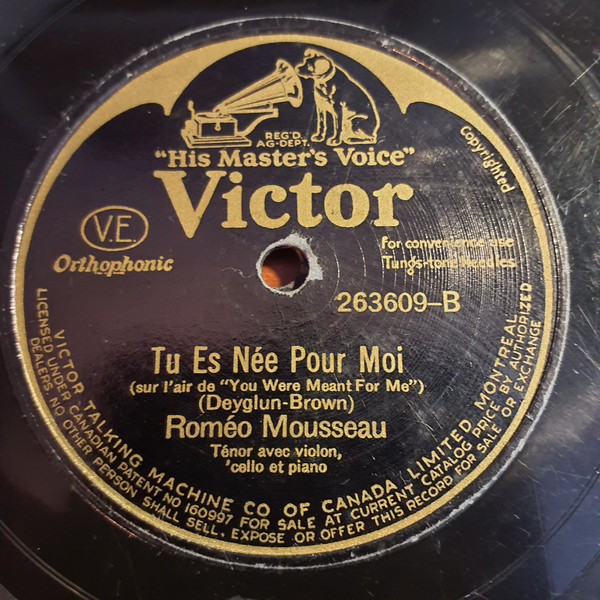 REG'D.
AG-DEPT.
"His Master's Voice"
Victor
Copyrighted
V.E.
Orthophonic
For convenience use
Tungs-tone Needles
263609-B
Tu Es Née Pour Moi
(sur l'air de "You Were Meant For Me")
(Deyglun-Brown)
Roméo Mousseau
Ténor avec violon,
'cello et piano
VICTOR TALKING MACHINE CO OF CANADA, LIMITED, MONTREAL
LICENSED UNDER CANADIAN PATENT NO 160997 FOR SALE AT CURRENT CATALOG PRICE BY AUTHORIZED
DEALERS NO OTHER PERSON SHALL SELL, EXPOSE OR OFFER THIS RECORD FOR SALE OR EXCHANGE